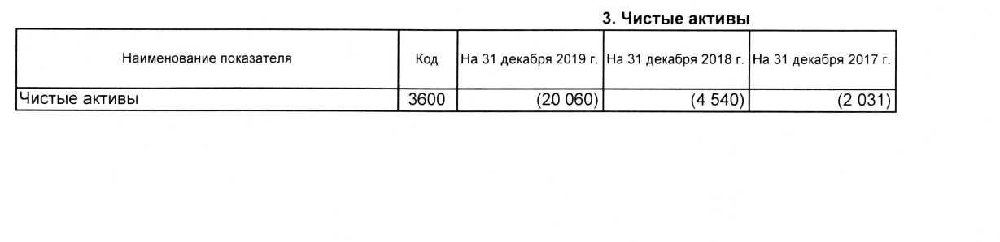 3. Чистые активы
Наименование показателя Код На 31 декабря 2019 г. На 31 декабря 2018 г. На 31 декабря 2017 г.
Чистые активы 3600 (20 060) (4 540) (2 031)